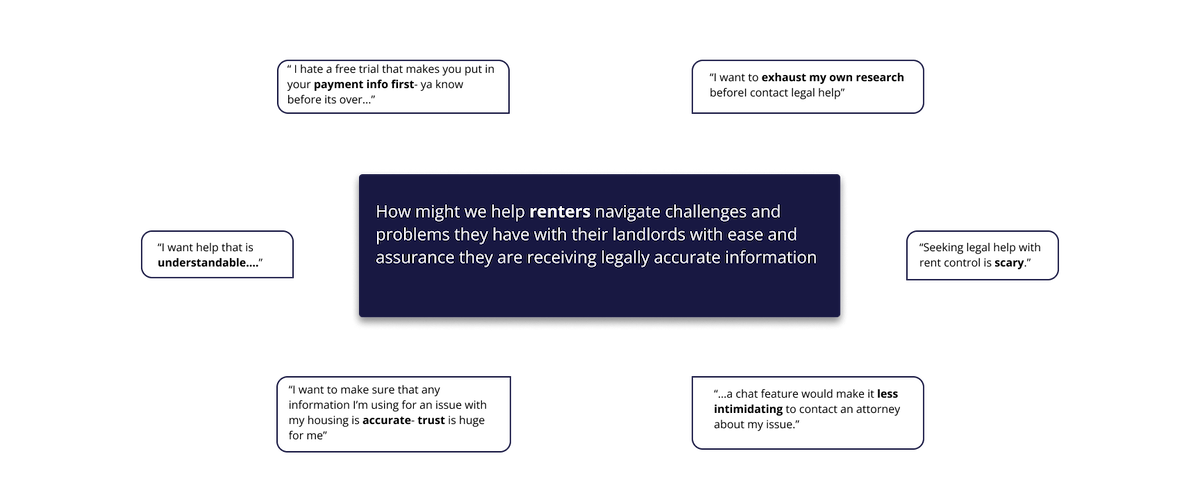 “ I hate a free trial that makes you put in
your payment info first- ya know
before its over...”
“I want to exhaust my own research
beforeI contact legal help”
How might we help renters navigate challenges and
problems they have with their landlords with ease and
assurance they are receiving legally accurate information
“I want help that is
understandable....”
“Seeking legal help with
rent control is scary.”
“I want to make sure that any
information I’m using for an issue with
my housing is accurate- trust is huge
for me”
“...a chat feature would make it less
intimidating to contact an attorney
about my issue.”